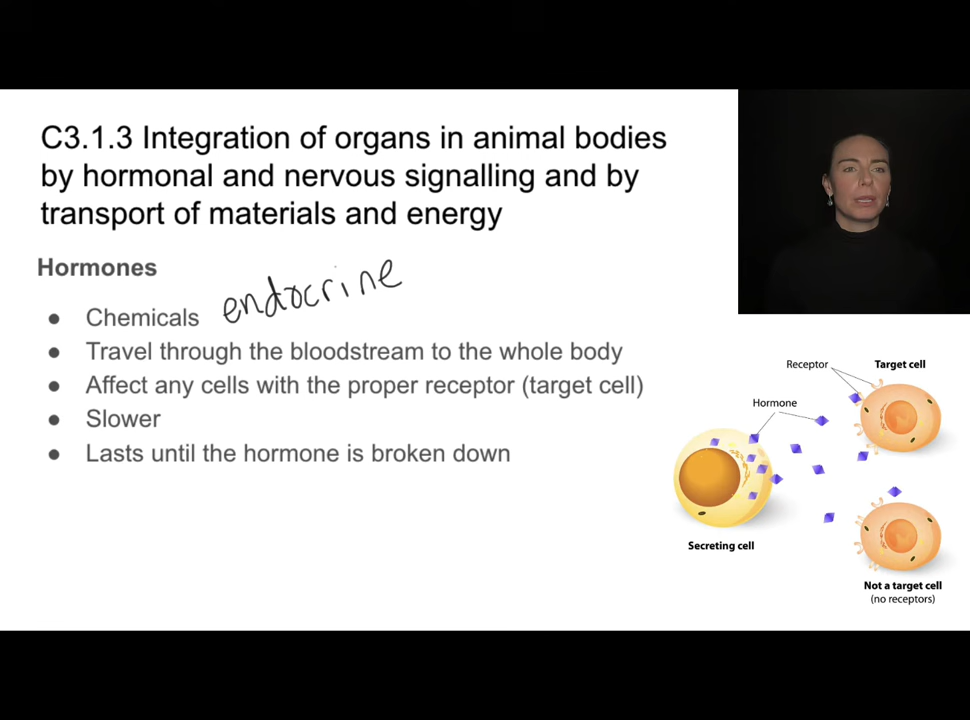 C3.1.3 Integration of organs in animal bodies
by hormonal and nervous signalling and by
transport of materials and energy
Hormones
● Chemicals endocrine
● Travel through the bloodstream to the whole body
● Affect any cells with the proper receptor (target cell)
● Slower
● Lasts until the hormone is broken down
Receptor
Target cell
Hormone
Secreting cell
Not a target cell
(no receptors)